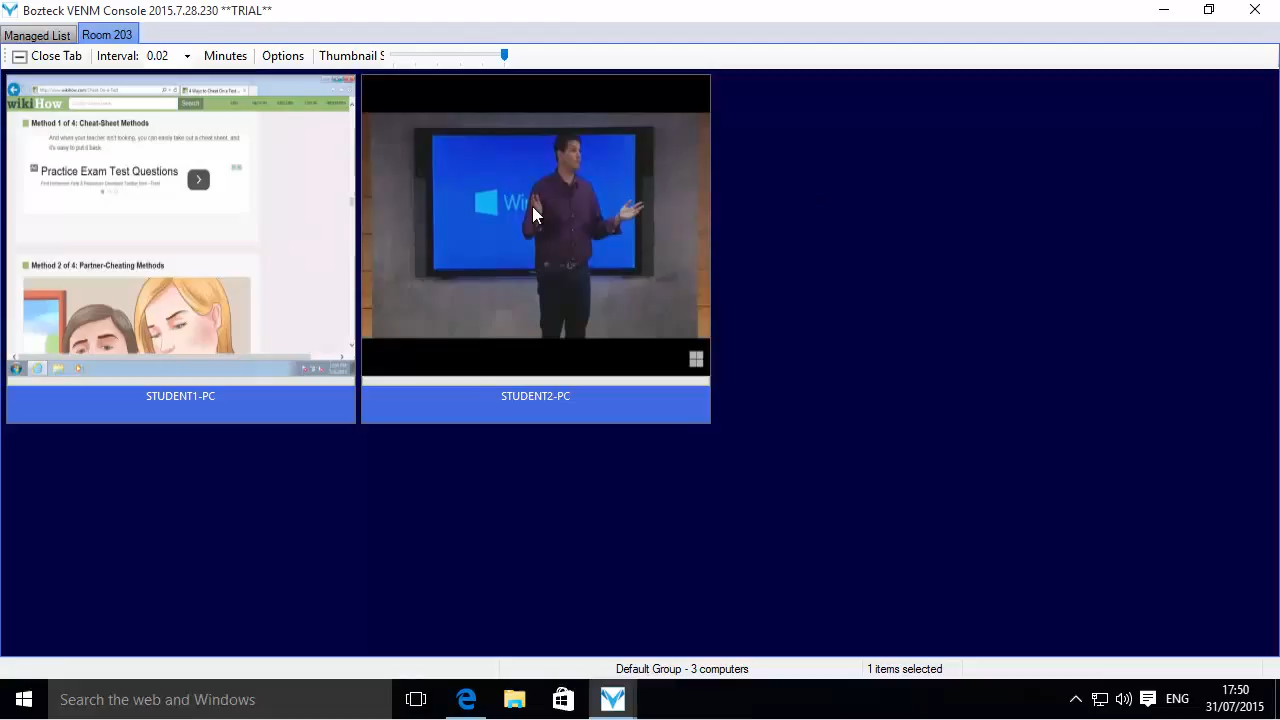 Bozteck VENM Console 2015.7.28.230 **TRIAL**
Managed List
Room 203
Close Tab
Interval: 0.02
Minutes
Options
Thumbnail S
wikiHow
Search
Method 1 of 4: Cheat-Sheet Methods
And when your teacher isn't looking, you can easily take out a cheat sheet, and
it's easy to put it back.
Practice Exam Test Questions
Method 2 of 4: Partner-Cheating Methods
STUDENT1-PC
STUDENT2-PC
Default Group - 3 computers
1 items selected
Search the web and Windows
ENG
17:50
31/07/2015